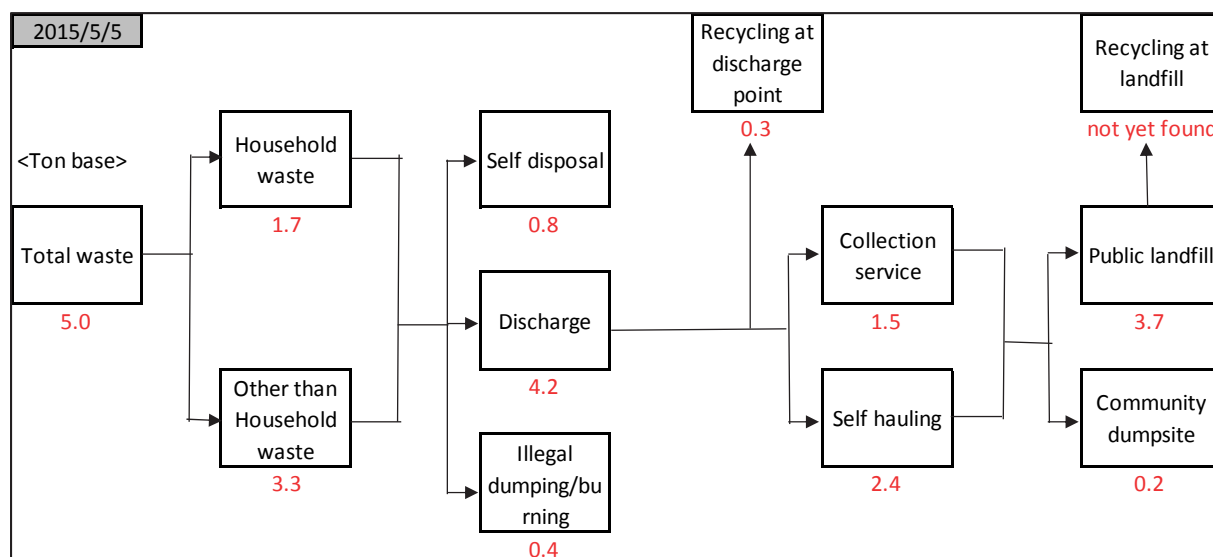 2015/5/5
Recycling at
discharge
point
0.3
Recycling at
landfill
not yet found
<Ton base>
Household
waste
1.7
Self disposal
0.8
Total waste
5.0
Discharge
4.2
Collection
service
1.5
Public landfill
3.7
Other than
Household
waste
3.3
Illegal
dumping/bu
rning
0.4
Self hauling
2.4
Community
dumpsite
0.2